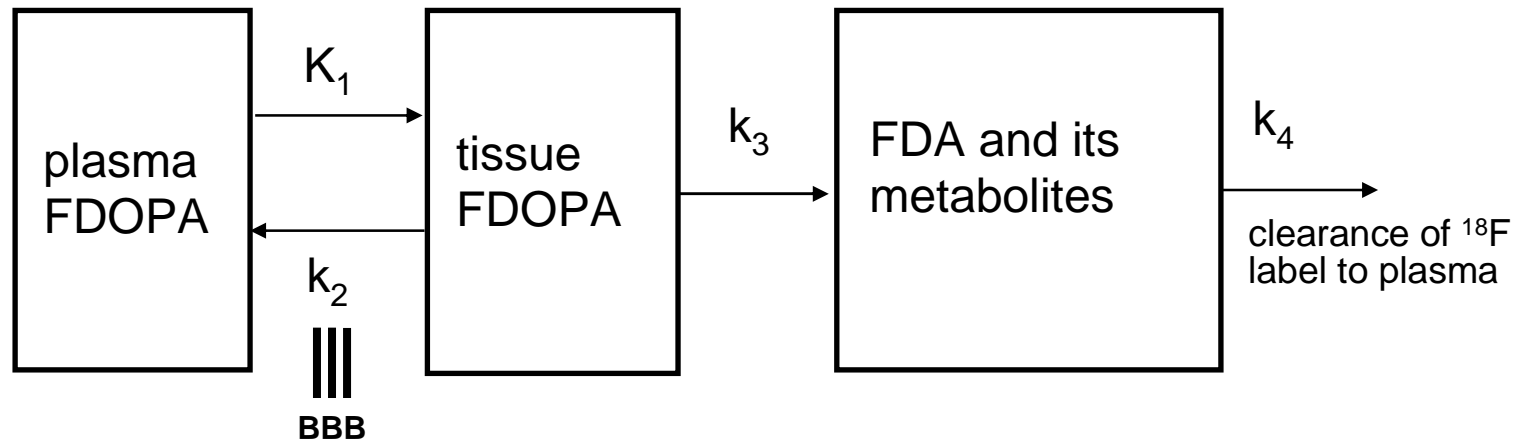 plasma
FDOPA
K₁
k₂
BBB
tissue
FDOPA
k₃
FDA and its
metabolites
k₄
clearance of ¹⁸F
label to plasma